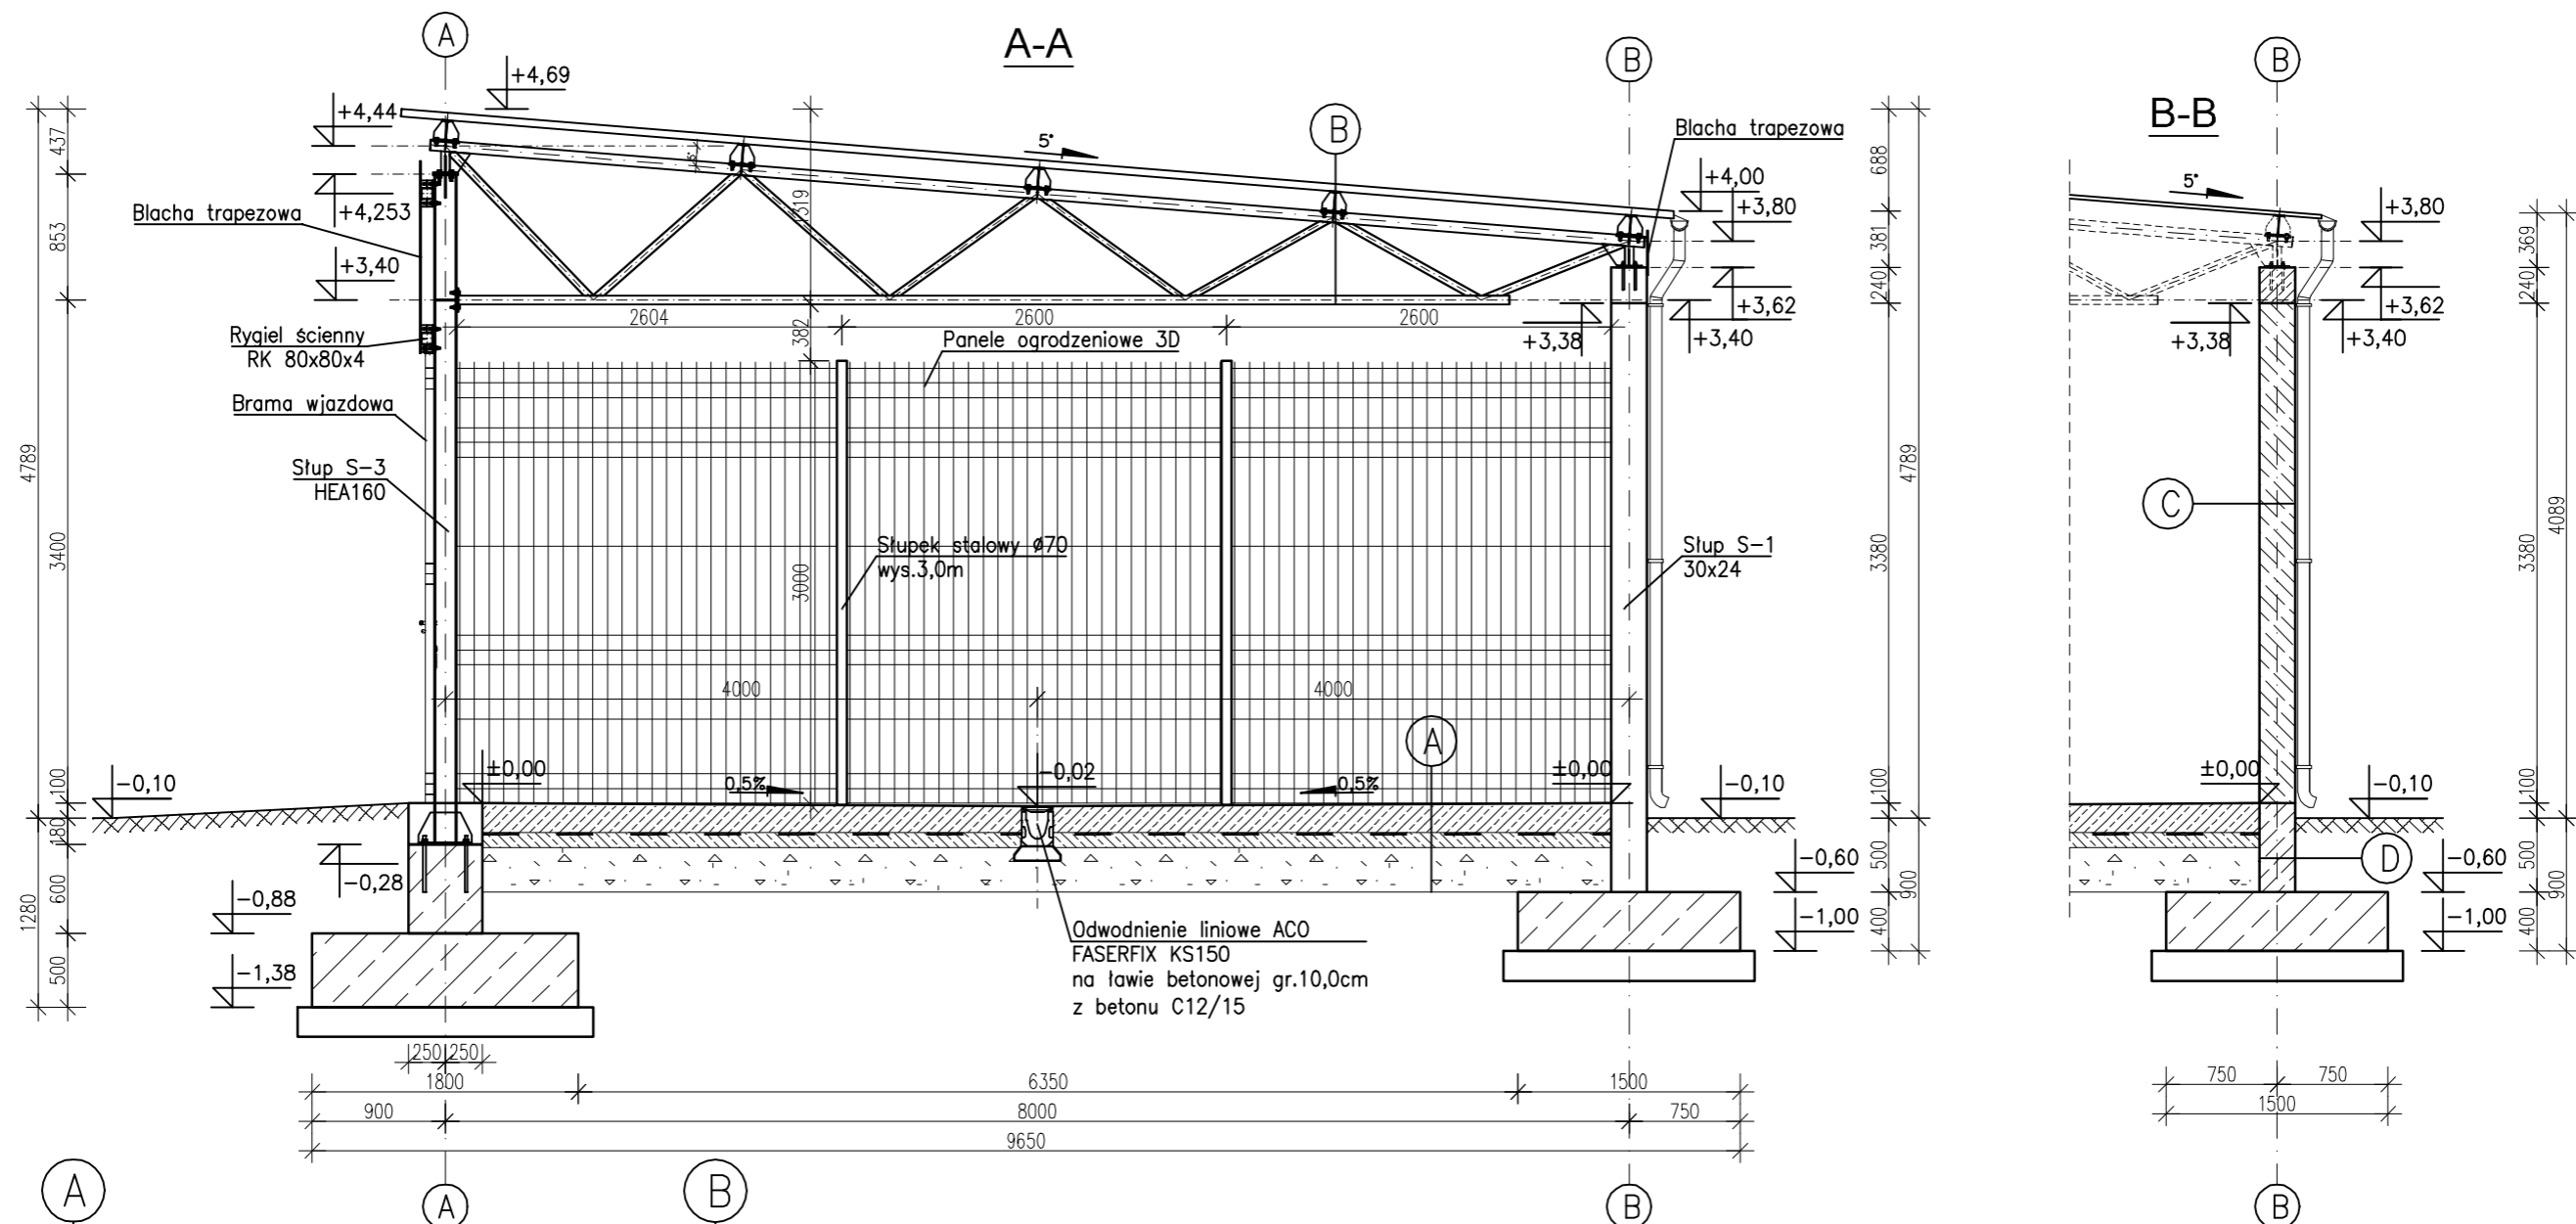 A-A
B-B
A
B
B
B
+4,69
+4,44
+4,253
+3,40
Blacha trapezowa
Rygiel ścienny
RK 80x80x4
Brama wjazdowa
Słup S-3
HEA160
5°
Blacha trapezowa
+4,00
+3,80
+3,62
+3,38
+3,40
2604
2600
2600
Panele ogrodzeniowe 3D
Słupek stalowy ø70
wys.3,0m
Słup S-1
30x24
1319
382
3000
4000
4000
A
-0,10
±0,00
0,5%
-0,02
0,5%
±0,00
-0,10
-0,28
-0,88
-1,38
-0,60
-1,00
Odwodnienie liniowe ACO
FASERFIX KS150
na ławie betonowej gr.10,0cm
z betonu C12/15
4789
1280
437
853
3400
100
180
600
500
688
381
240
3380
100
500
400
4789
900
250
250
1800
6350
1500
900
8000
750
9650
5°
+3,80
+3,62
+3,38
+3,40
C
±0,00
-0,10
D
-0,60
-1,00
369
240
3380
100
500
400
4089
900
750
750
1500
A
A
B
B
B